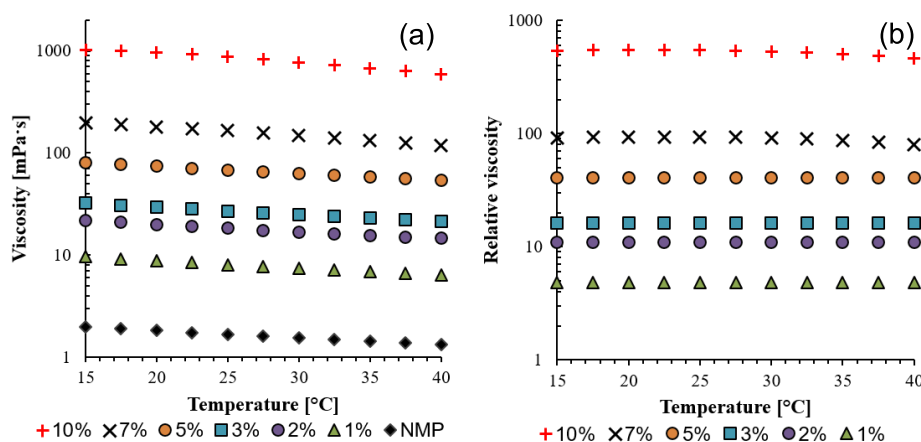 (a)
Viscosity [mPa·s]
1000
100
10
1
15 20 25 30 35 40
Temperature [°C]
10% 7% 5% 3% 2% 1% NMP
(b)
Relative viscosity
1000
100
10
1
15 20 25 30 35 40
Temperature [°C]
10% 7% 5% 3% 2% 1%